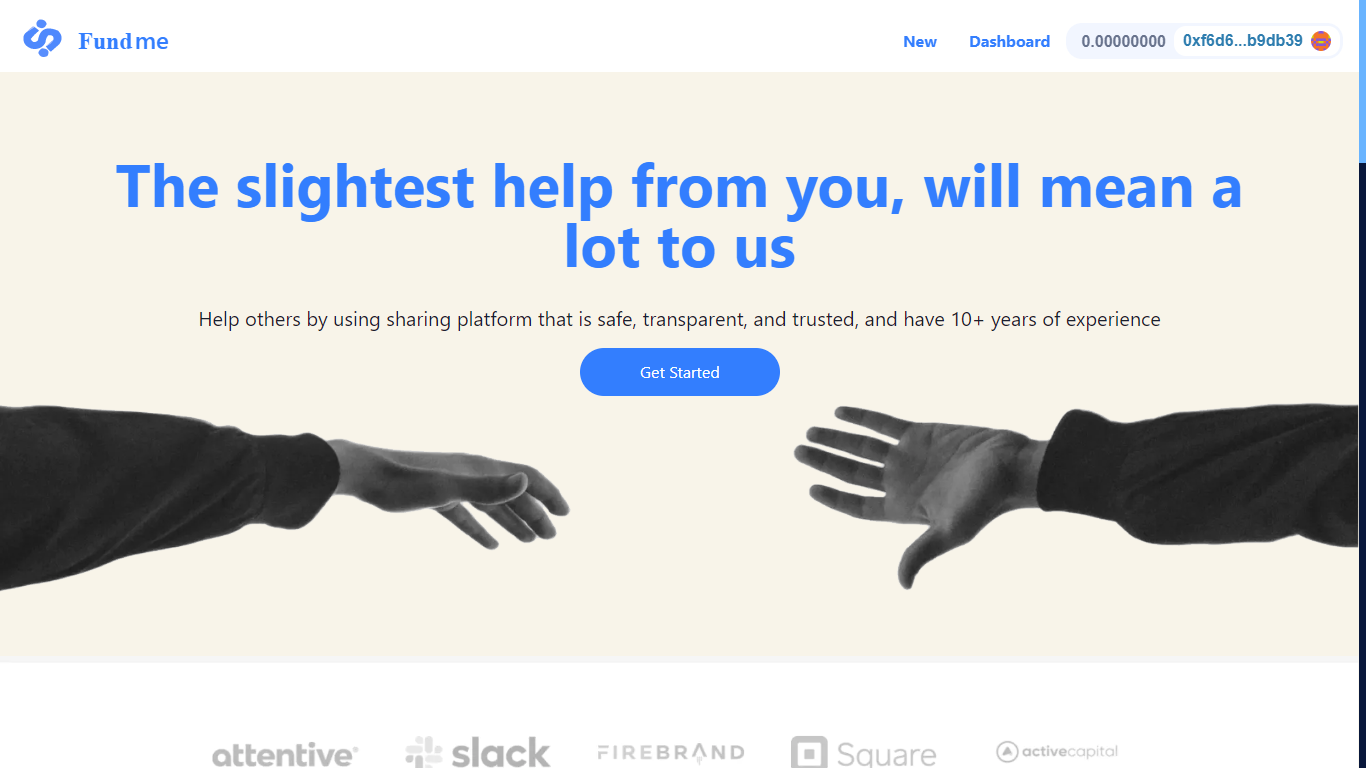 Fundme
New
Dashboard
0.00000000
0xf6d6...b9db39
The slightest help from you, will mean a
lot to us
Help others by using sharing platform that is safe, transparent, and trusted, and have 10+ years of experience
Get Started
attentive
slack
FIREBRAND
Square
activecapital